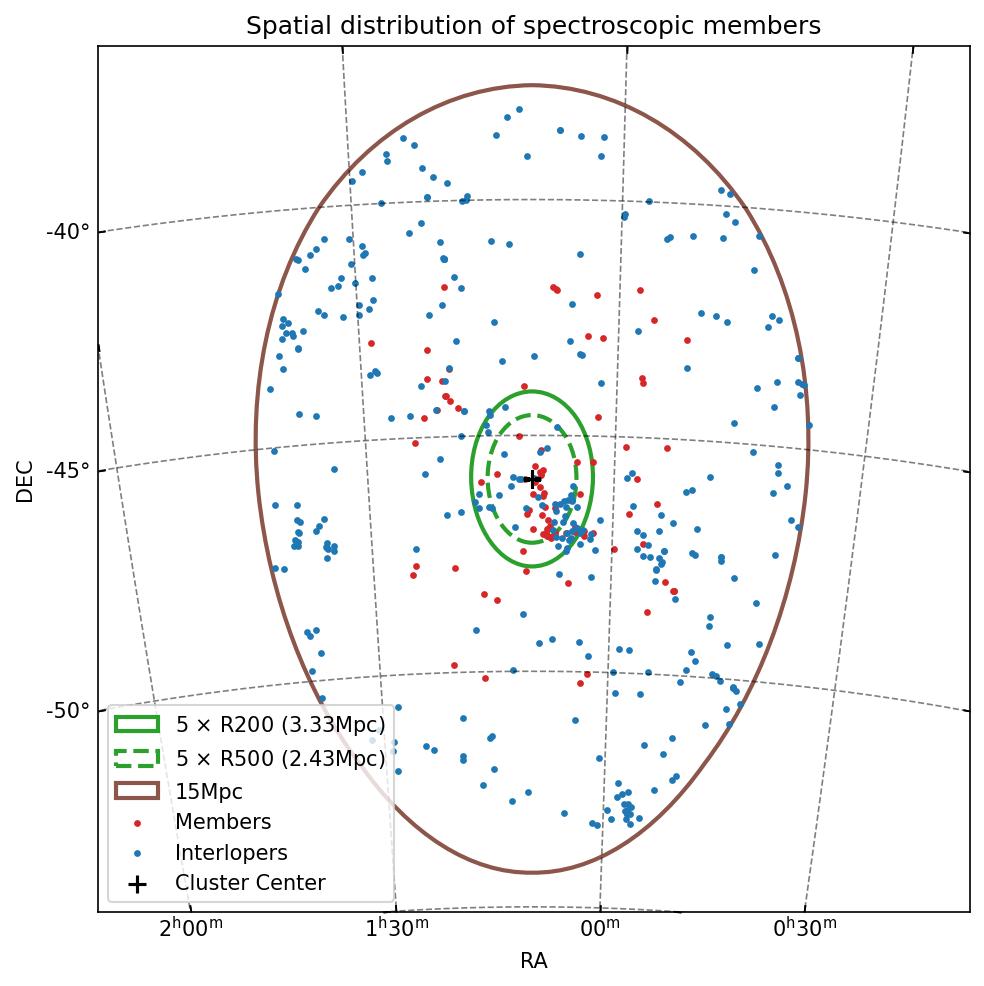 Spatial distribution of spectroscopic members
-40°
-45°
-50°
DEC
5 × R200 (3.33Mpc)
5 × R500 (2.43Mpc)
15Mpc
Members
Interlopers
Cluster Center
2ʰ00ᵐ 1ʰ30ᵐ 00ᵐ 0ʰ30ᵐ
RA